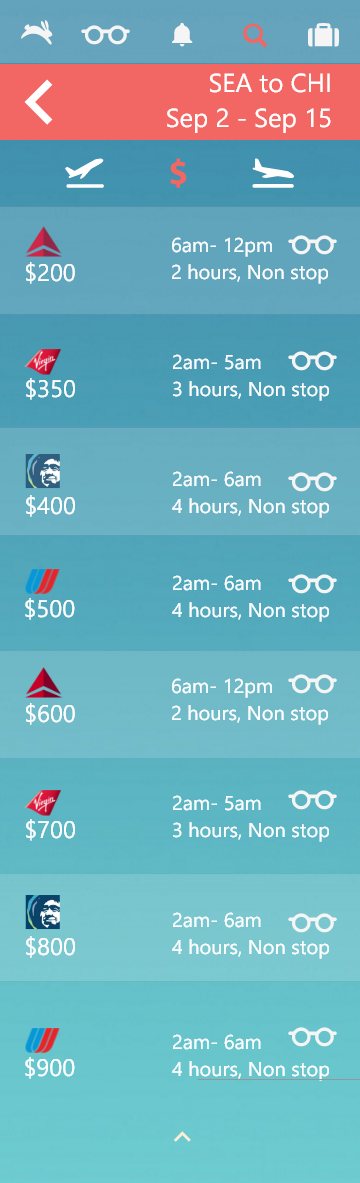 SEA to CHI
Sep 2 - Sep 15
$
6am- 12pm
$200 2 hours, Non stop
Virgin 2am- 5am
$350 3 hours, Non stop
2am- 6am
$400 4 hours, Non stop
2am- 6am
$500 4 hours, Non stop
6am- 12pm
$600 2 hours, Non stop
Virgin 2am- 5am
$700 3 hours, Non stop
2am- 6am
$800 4 hours, Non stop
2am- 6am
$900 4 hours, Non stop